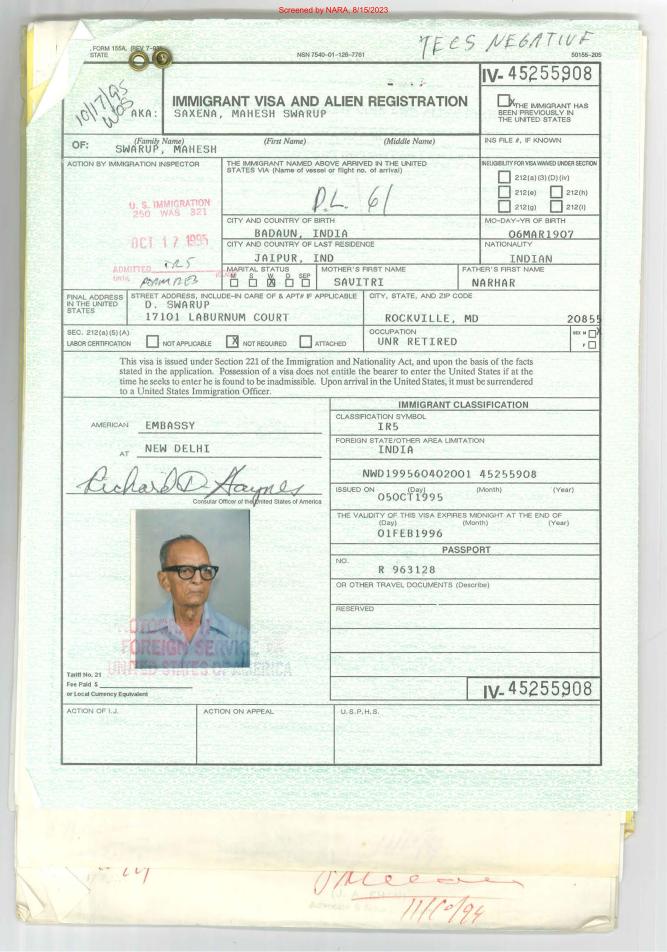 Screened by NARA, 8/15/2023
TECS NEGATIVE
FORM 155A, (REV 7-
STATE
NSN 7540-01-126-7761
50155-205
10/17/95
WAS
IV- 45255908
IMMIGRANT VISA AND ALIEN REGISTRATION
AKA: SAXENA, MAHESH SWARUP
X THE IMMIGRANT HAS
BEEN PREVIOUSLY IN
THE UNITED STATES
OF: (Family Name) (First Name) (Middle Name)
SWARUP, MAHESH
INS FILE #, IF KNOWN
ACTION BY IMMIGRATION INSPECTOR
THE IMMIGRANT NAMED ABOVE ARRIVED IN THE UNITED
STATES VIA (Name of vessel or flight no. of arrival)
D.L. 61
INELIGIBILITY FOR VISA WAIVED UNDER SECTION
212(a)(3)(D)(iv)
212(e) 212(h)
212(g) 212(i)
U. S. IMMIGRATION
250 WAS 321
OCT 17 1995
ADMITTED IR5
UNTIL
CITY AND COUNTRY OF BIRTH
BADAUN, INDIA
MO-DAY-YR OF BIRTH
06MAR1907
CITY AND COUNTRY OF LAST RESIDENCE
JAIPUR, IND
NATIONALITY
INDIAN
MARITAL STATUS
M S W D SEP
X
MOTHER'S FIRST NAME
SAVITRI
FATHER'S FIRST NAME
NARHAR
FINAL ADDRESS
IN THE UNITED
STATES
STREET ADDRESS, INCLUDE-IN CARE OF & APT# IF APPLICABLE
D. SWARUP
17101 LABURNUM COURT
CITY, STATE, AND ZIP CODE
ROCKVILLE, MD 2085
SEC. 212(a)(5)(A)
LABOR CERTIFICATION
NOT APPLICABLE X NOT REQUIRED ATTACHED
OCCUPATION
UNR RETIRED
SEX M X
F
This visa is issued under Section 221 of the Immigration and Nationality Act, and upon the basis of the facts
stated in the application. Possession of a visa does not entitle the bearer to enter the United States if at the
time he seeks to enter he is found to be inadmissible. Upon arrival in the United States, it must be surrendered
to a United States Immigration Officer.
AMERICAN EMBASSY
AT NEW DELHI
Richard D. Haynes
Consular Officer of the United States of America
IMMIGRANT CLASSIFICATION
CLASSIFICATION SYMBOL
IR5
FOREIGN STATE/OTHER AREA LIMITATION
INDIA
NWD199560402001 45255908
ISSUED ON (Day) (Month) (Year)
05OCT1995
THE VALIDITY OF THIS VISA EXPIRES MIDNIGHT AT THE END OF
(Day) (Month) (Year)
01FEB1996
PASSPORT
NO.
R 963128
OR OTHER TRAVEL DOCUMENTS (Describe)
RESERVED
FOREIGN SERVICE
UNITED STATES OF AMERICA
Tariff No. 21
Fee Paid $
or Local Currency Equivalent
IV- 45255908
ACTION OF I.J.
ACTION ON APPEAL
U.S.P.H.S.